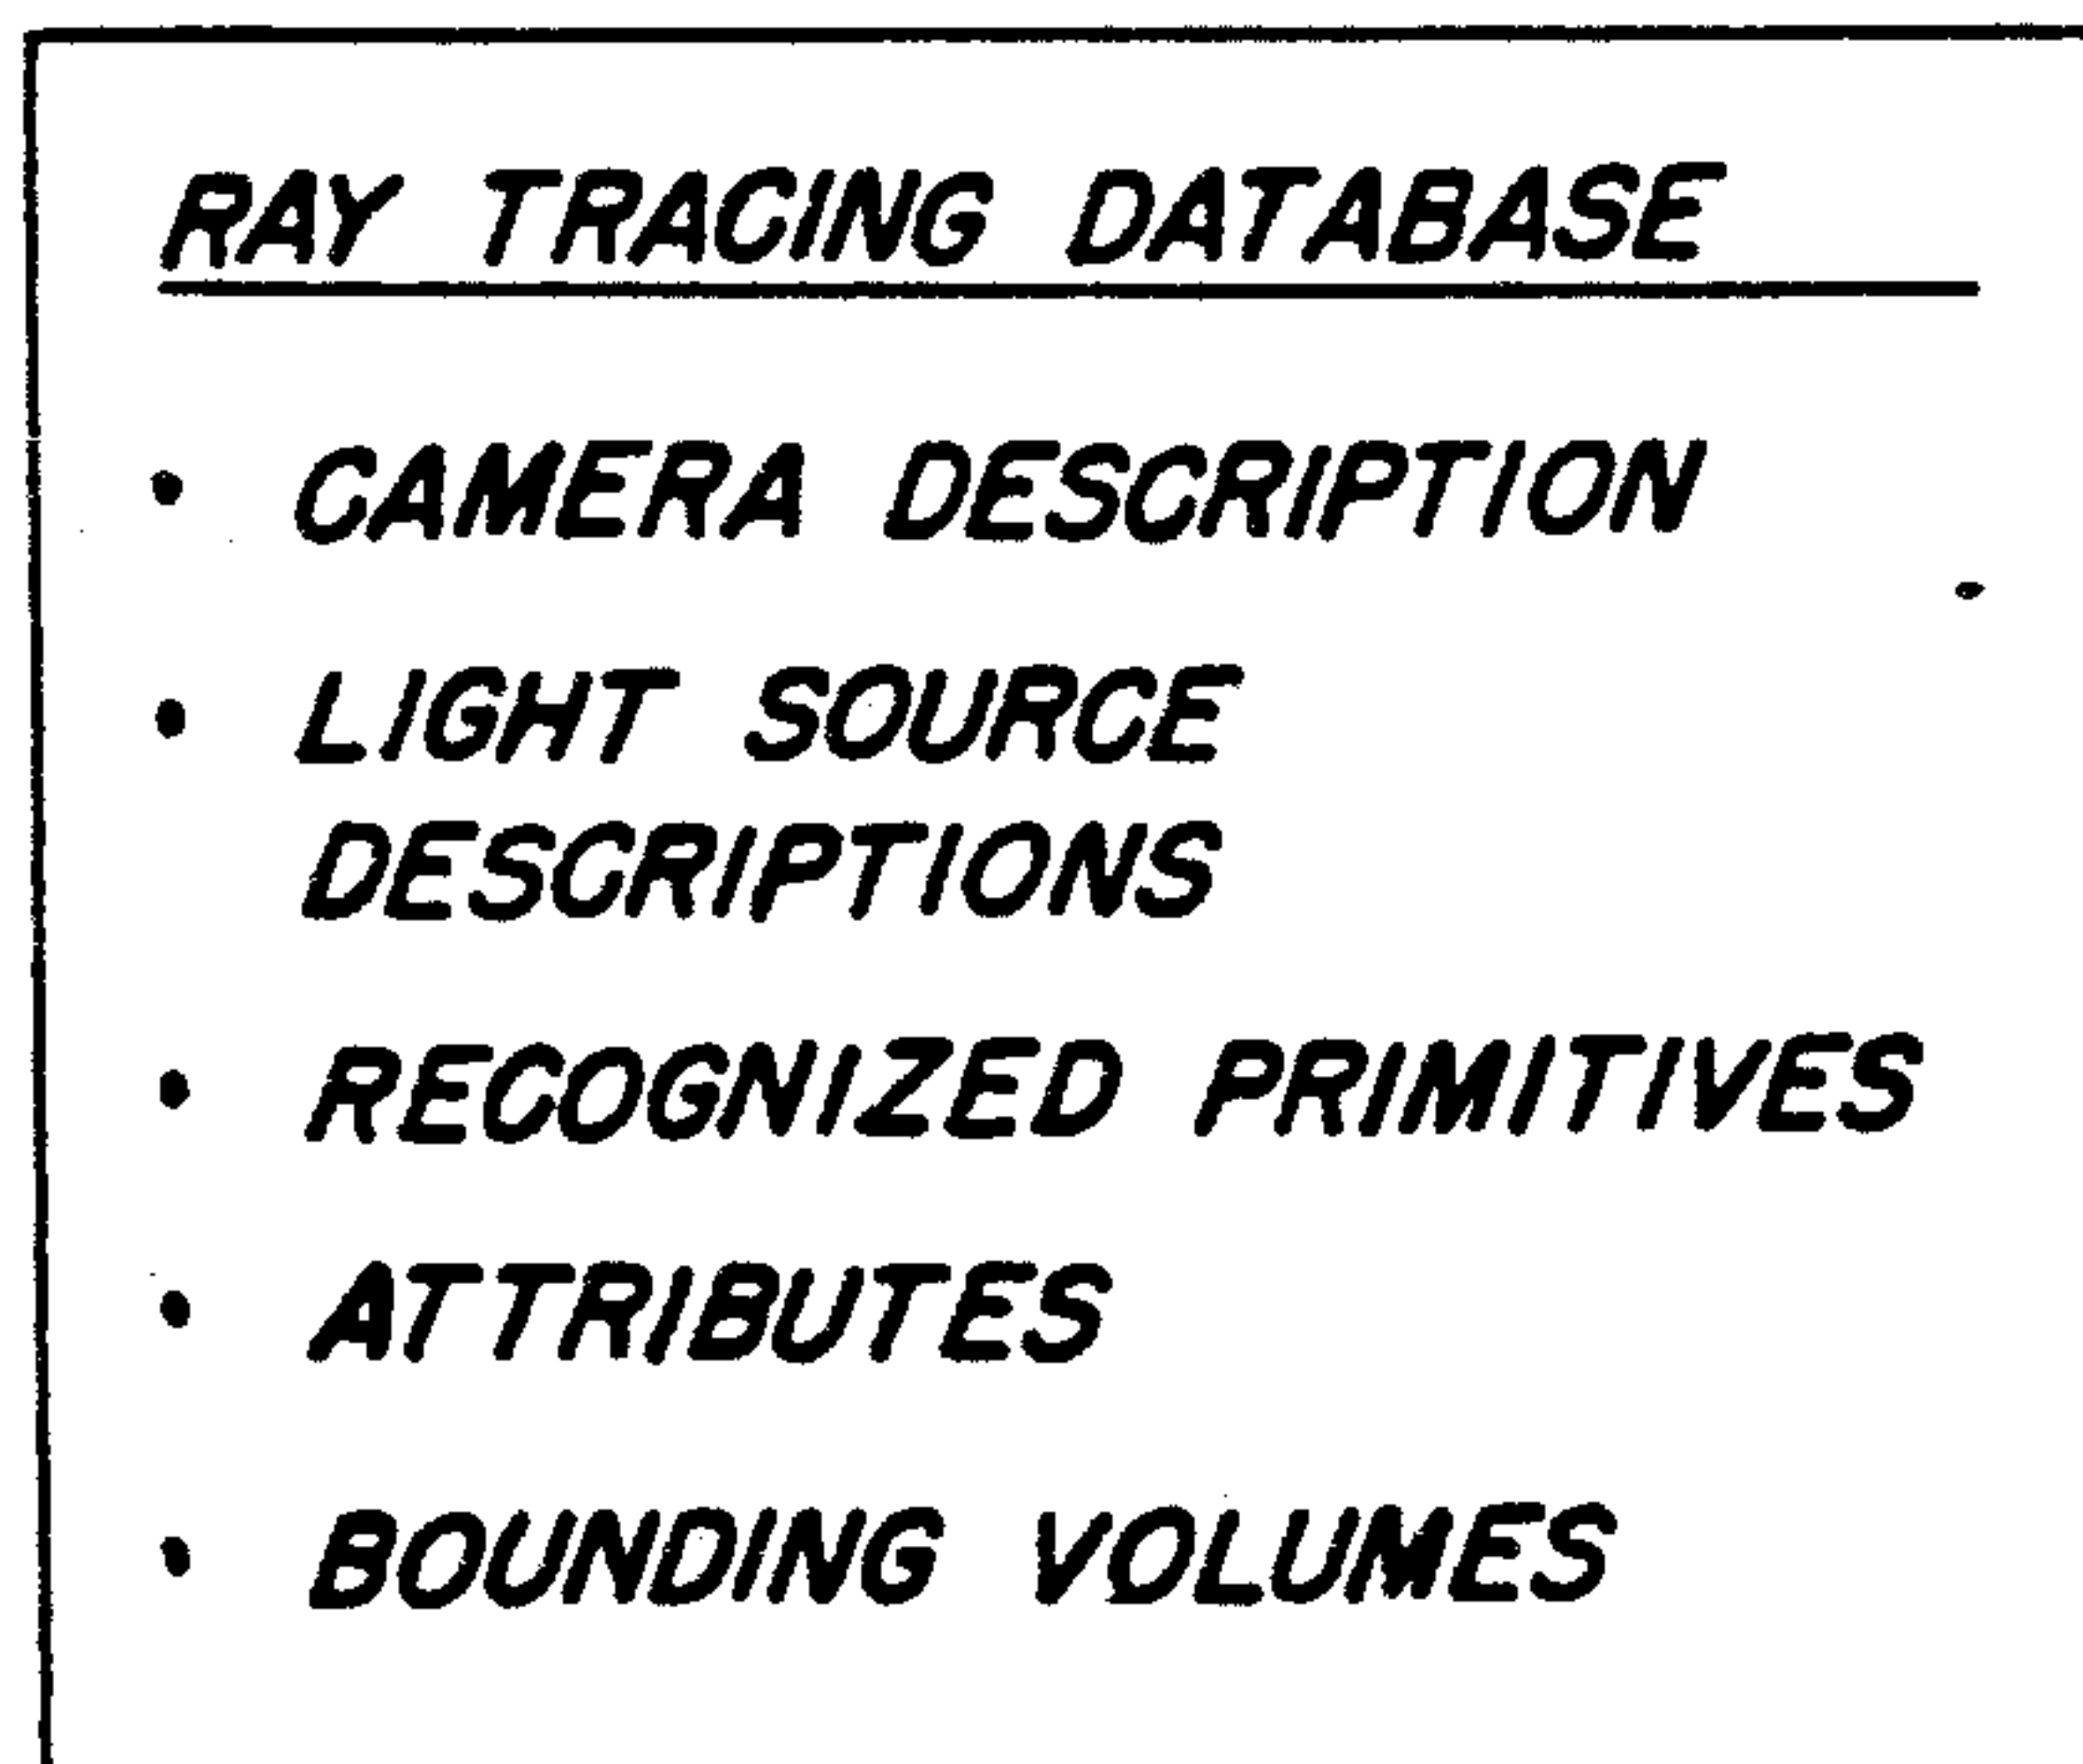 RAY TRACING DATABASE
• CAMERA DESCRIPTION
• LIGHT SOURCE
DESCRIPTIONS
• RECOGNIZED PRIMITIVES
• ATTRIBUTES
• BOUNDING VOLUMES